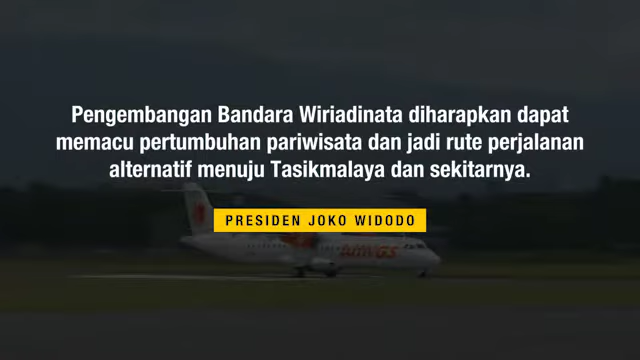 Pengembangan Bandara Wiriadinata diharapkan dapat
memacu pertumbuhan pariwisata dan jadi rute perjalanan
alternatif menuju Tasikmalaya dan sekitarnya.
PRESIDEN JOKO WIDODO